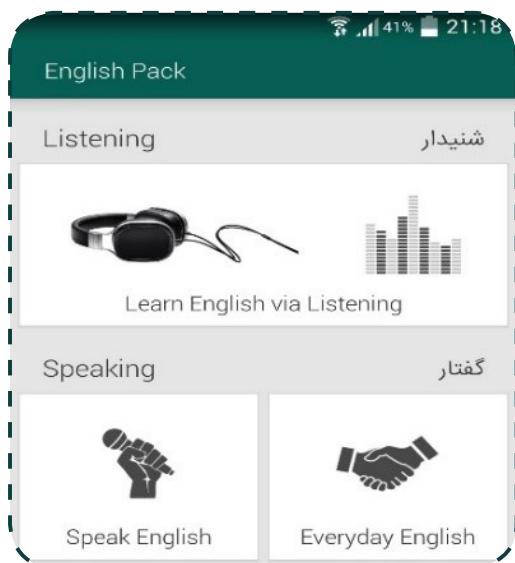 41% 21:18
English Pack
Listening شنیدار
Learn English via Listening
Speaking گفتار
Speak English Everyday English